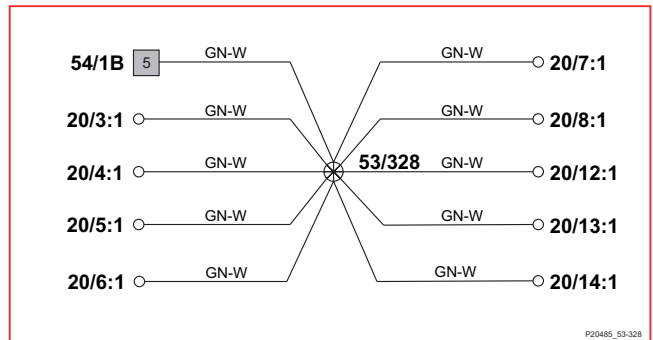 54/1B 5 GN-W GN-W 20/7:1
20/3:1 GN-W GN-W 20/8:1
20/4:1 GN-W 53/328 GN-W 20/12:1
20/5:1 GN-W GN-W 20/13:1
20/6:1 GN-W GN-W 20/14:1
P20485_53-328